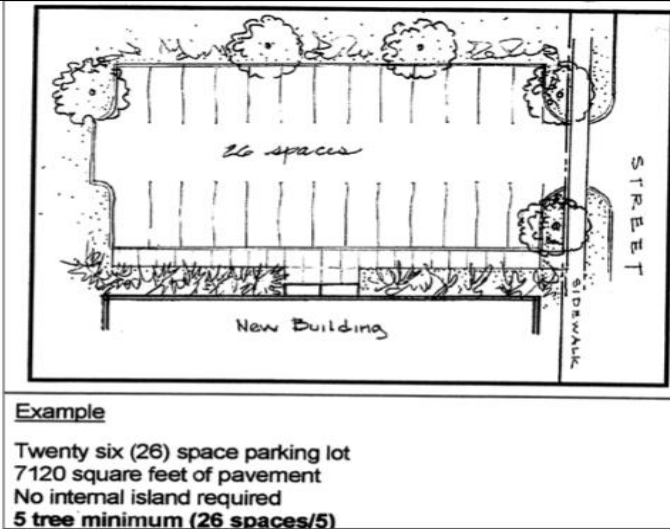 26 spaces
STREET
SIDEWALK
New Building
Example
Twenty six (26) space parking lot
7120 square feet of pavement
No internal island required
5 tree minimum (26 spaces/5)